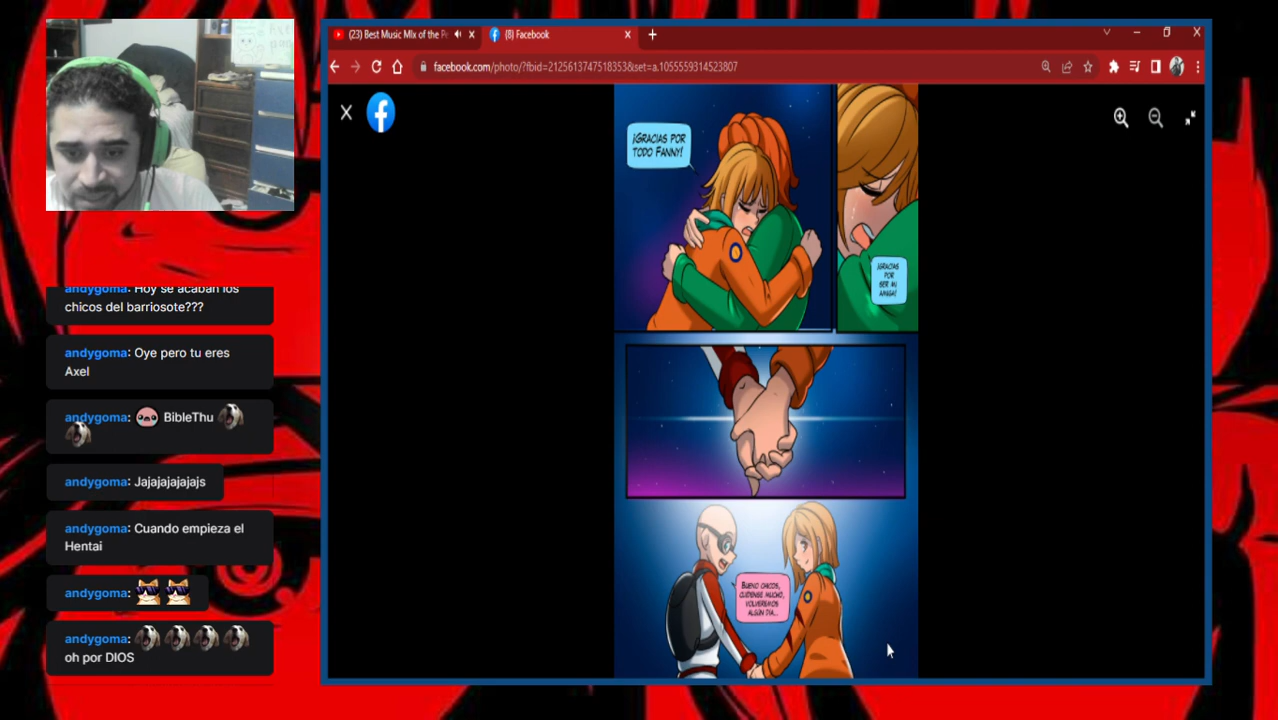 (23) Best Music Mix of the P
(8) Facebook
facebook.com/photo/?fbid=2125613747518353&set=a.1055559314523807
andygoma: Hoy se acaban los
chicos del barriosote???
andygoma: Oye pero tu eres
Axel
andygoma: BibleThu
andygoma: Jajajajajajajs
andygoma: Cuando empieza el
Hentai
andygoma:
andygoma:
oh por DIOS
¡GRACIAS POR
TODO FANNY!
¡GRACIAS
POR
SER MI
AMIGA!
BUENO CHICOS,
CUÍDENSE MUCHO,
VOLVEREMOS
ALGÚN DÍA...